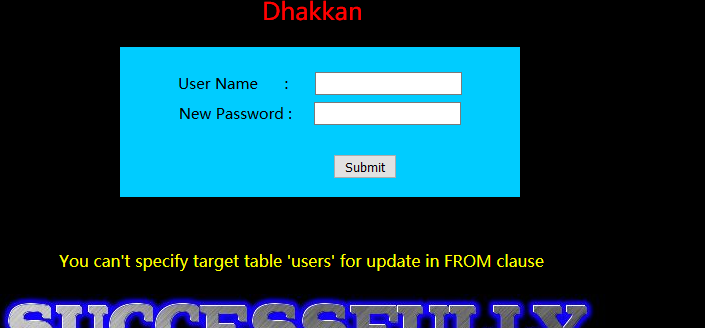 Dhakkan
User Name :
New Password :
Submit
You can't specify target table 'users' for update in FROM clause
SUCCESSFULLY